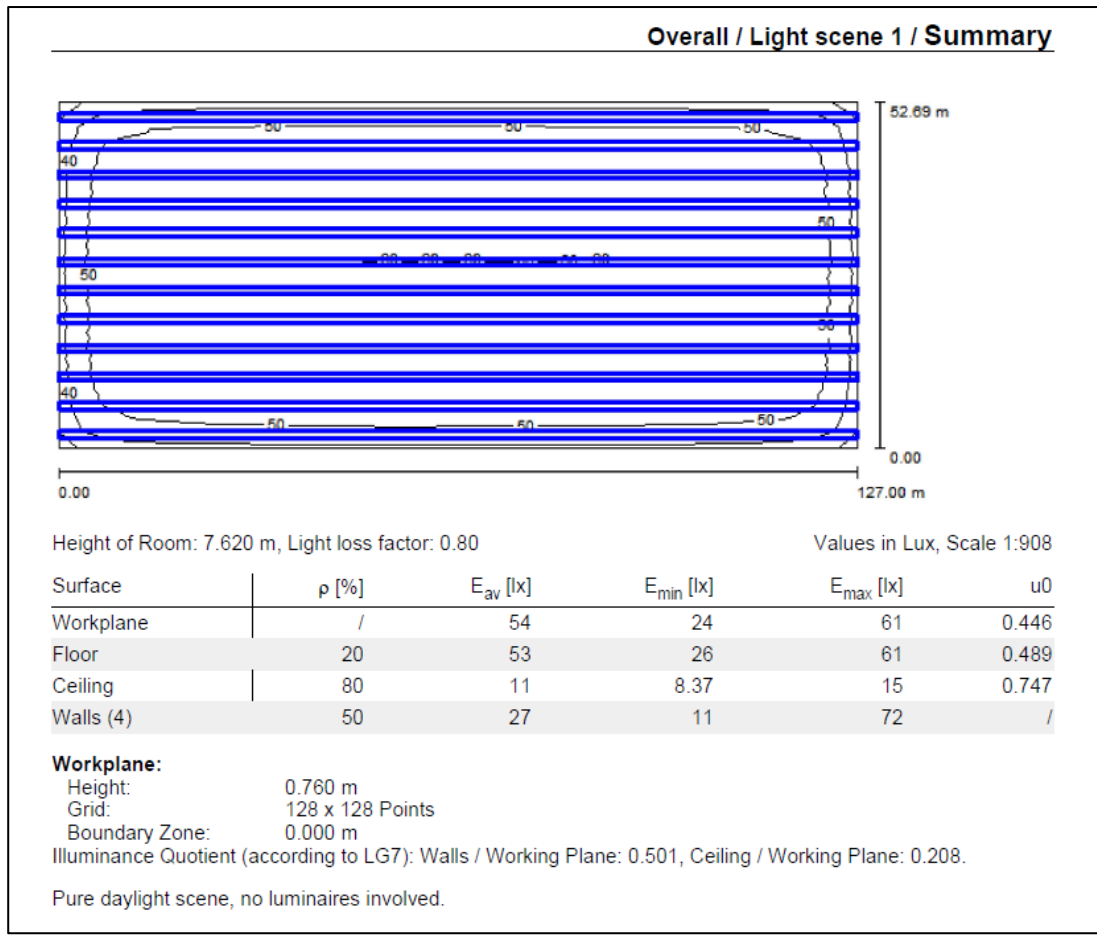 Overall / Light scene 1 / Summary
52.69 m
50 50 50
40
50
50
50
40
50 50 50
0.00
0.00 127.00 m
Height of Room: 7.620 m, Light loss factor: 0.80 Values in Lux, Scale 1:908
Surface ρ [%] Eav [lx] Emin [lx] Emax [lx] u0
Workplane / 54 24 61 0.446
Floor 20 53 26 61 0.489
Ceiling 80 11 8.37 15 0.747
Walls (4) 50 27 11 72 /
Workplane:
Height: 0.760 m
Grid: 128 x 128 Points
Boundary Zone: 0.000 m
Illuminance Quotient (according to LG7): Walls / Working Plane: 0.501, Ceiling / Working Plane: 0.208.
Pure daylight scene, no luminaires involved.